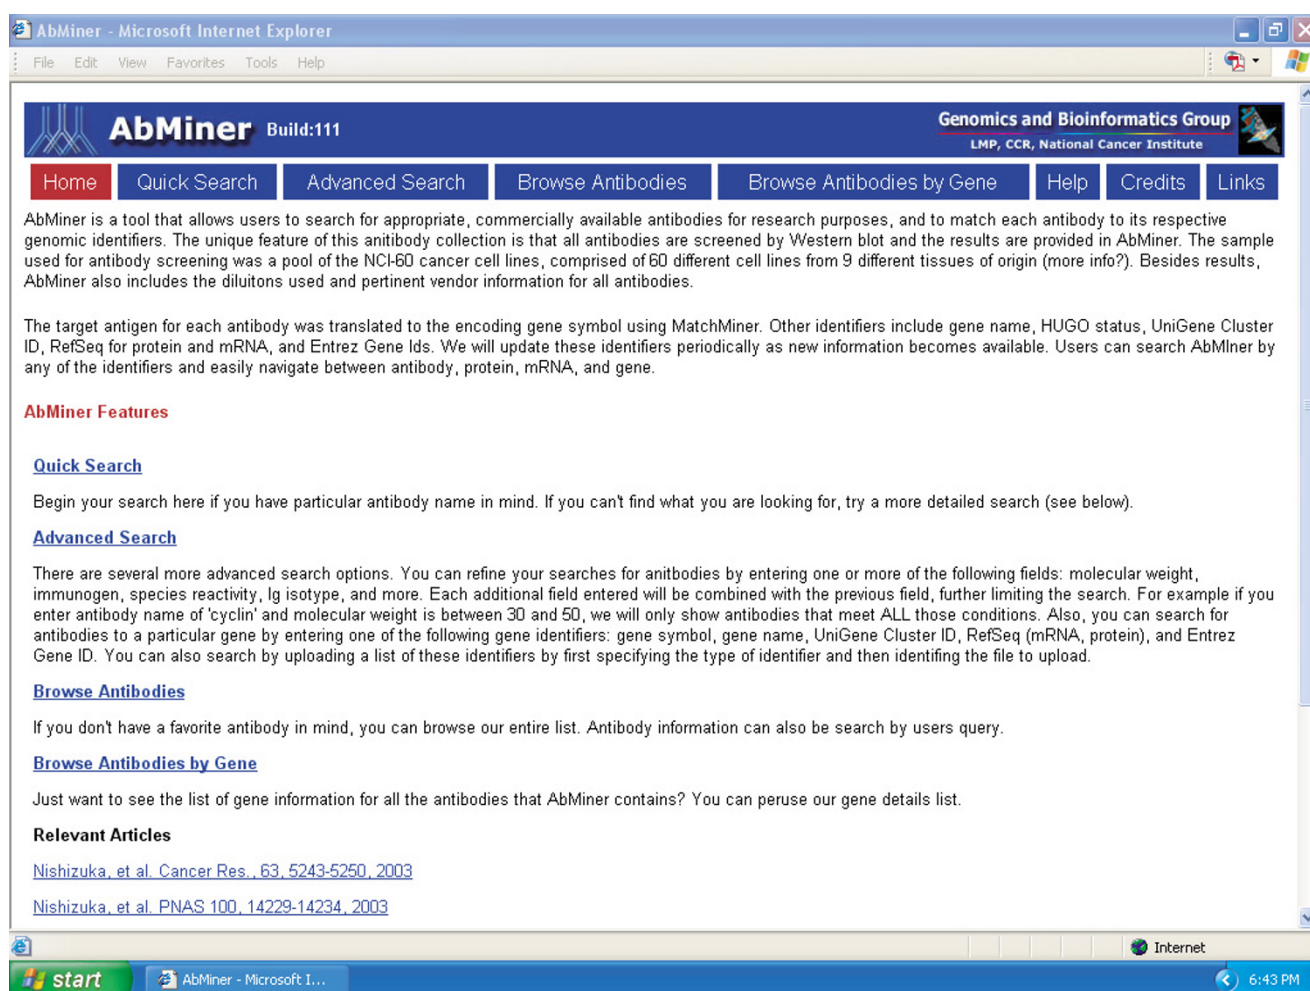 AbMiner - Microsoft Internet Explorer
File Edit View Favorites Tools Help
AbMiner Build:111
Genomics and Bioinformatics Group
LMP, CCR, National Cancer Institute
Home Quick Search Advanced Search Browse Antibodies Browse Antibodies by Gene Help Credits Links
AbMiner is a tool that allows users to search for appropriate, commercially available antibodies for research purposes, and to match each antibody to its respective
genomic identifiers. The unique feature of this anitibody collection is that all antibodies are screened by Western blot and the results are provided in AbMiner. The sample
used for antibody screening was a pool of the NCI-60 cancer cell lines, comprised of 60 different cell lines from 9 different tissues of origin (more info?). Besides results,
AbMiner also includes the diluitons used and pertinent vendor information for all antibodies.
The target antigen for each antibody was translated to the encoding gene symbol using MatchMiner. Other identifiers include gene name, HUGO status, UniGene Cluster
ID, RefSeq for protein and mRNA, and Entrez Gene Ids. We will update these identifiers periodically as new information becomes available. Users can search AbMIner by
any of the identifiers and easily navigate between antibody, protein, mRNA, and gene.
AbMiner Features
Quick Search
Begin your search here if you have particular antibody name in mind. If you can't find what you are looking for, try a more detailed search (see below).
Advanced Search
There are several more advanced search options. You can refine your searches for anitbodies by entering one or more of the following fields: molecular weight,
immunogen, species reactivity, Ig isotype, and more. Each additional field entered will be combined with the previous field, further limiting the search. For example if you
enter antibody name of 'cyclin' and molecular weight is between 30 and 50, we will only show antibodies that meet ALL those conditions. Also, you can search for
antibodies to a particular gene by entering one of the following gene identifiers: gene symbol, gene name, UniGene Cluster ID, RefSeq (mRNA, protein), and Entrez
Gene ID. You can also search by uploading a list of these identifiers by first specifying the type of identifier and then identifing the file to upload.
Browse Antibodies
If you don't have a favorite antibody in mind, you can browse our entire list. Antibody information can also be search by users query.
Browse Antibodies by Gene
Just want to see the list of gene information for all the antibodies that AbMiner contains? You can peruse our gene details list.
Relevant Articles
Nishizuka, et al. Cancer Res., 63, 5243-5250, 2003
Nishizuka, et al. PNAS 100, 14229-14234, 2003
Internet
start AbMiner - Microsoft I... 6:43 PM